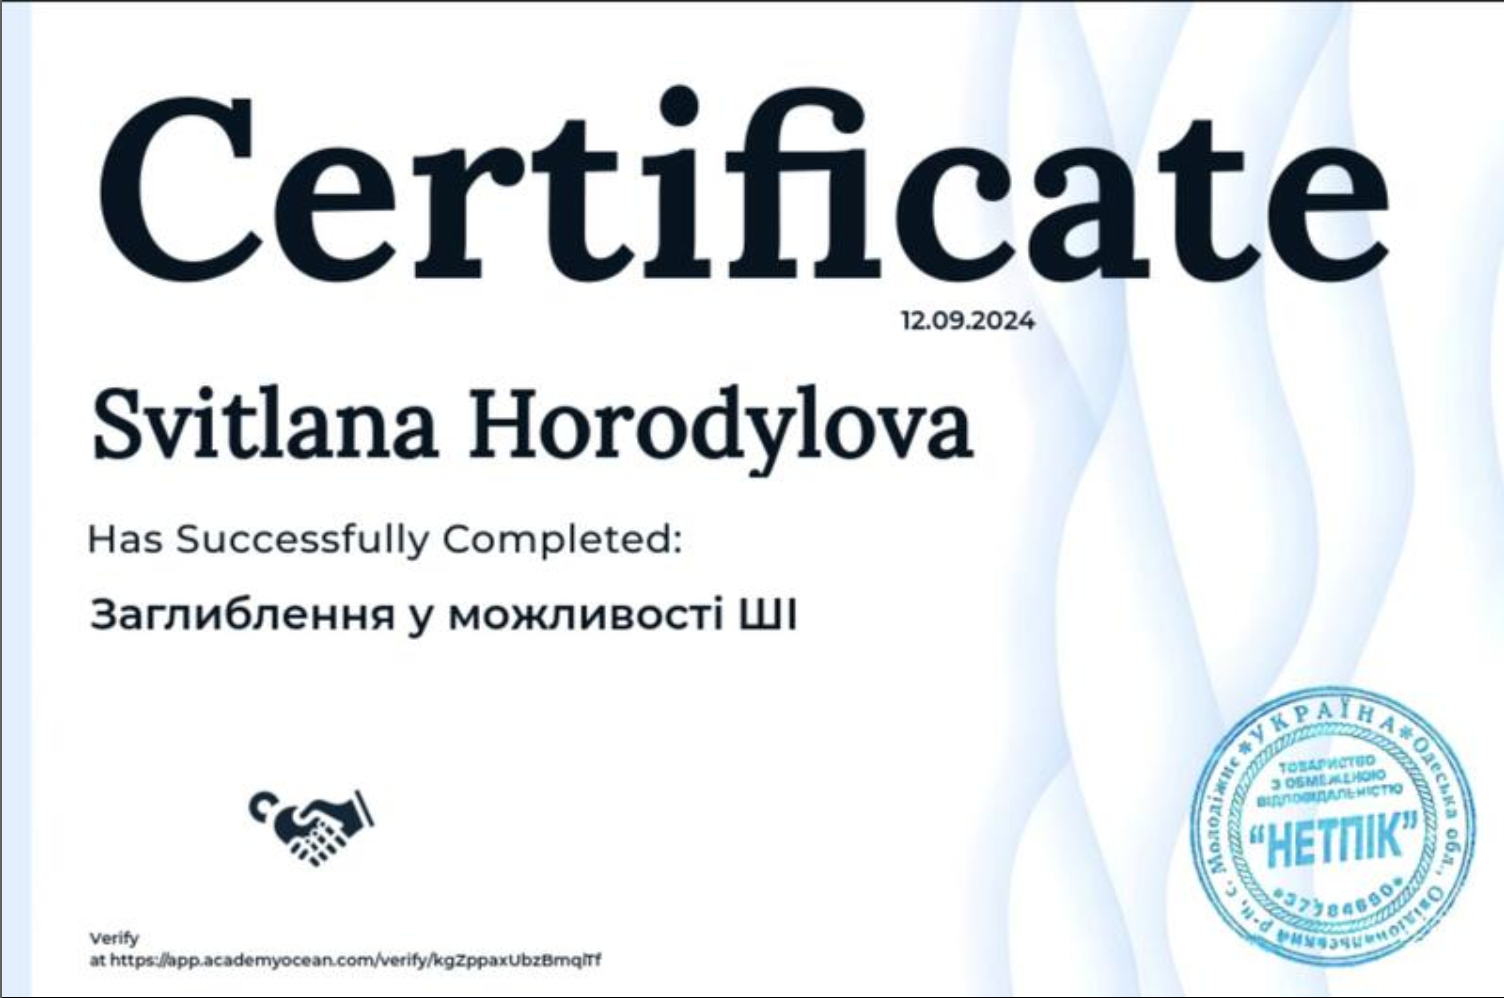 Certificate
12.09.2024
Svitlana Horodylova
Has Successfully Completed:
Заглиблення у можливості ШІ
УКРАЇНА * Одеська обл., Овідіопольський р-н, с. Молодіжне *
ТОВАРИСТВО
З ОБМЕЖЕНОЮ
ВІДПОВІДАЛЬНІСТЮ
“НЕТПІК”
Verify
at https://app.academyocean.com/verify/kgZppaxUbzBmqlTf